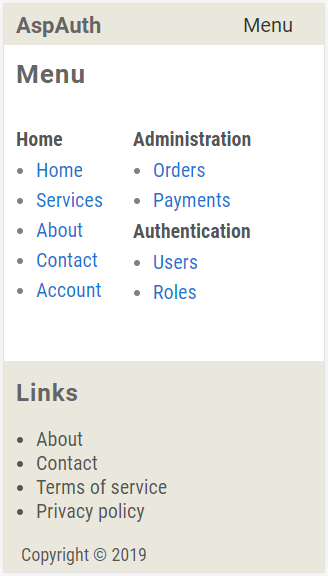 AspAuth
Menu
Menu
Home
Home
Services
About
Contact
Account
Administration
Orders
Payments
Authentication
Users
Roles
Links
About
Contact
Terms of service
Privacy policy
Copyright © 2019